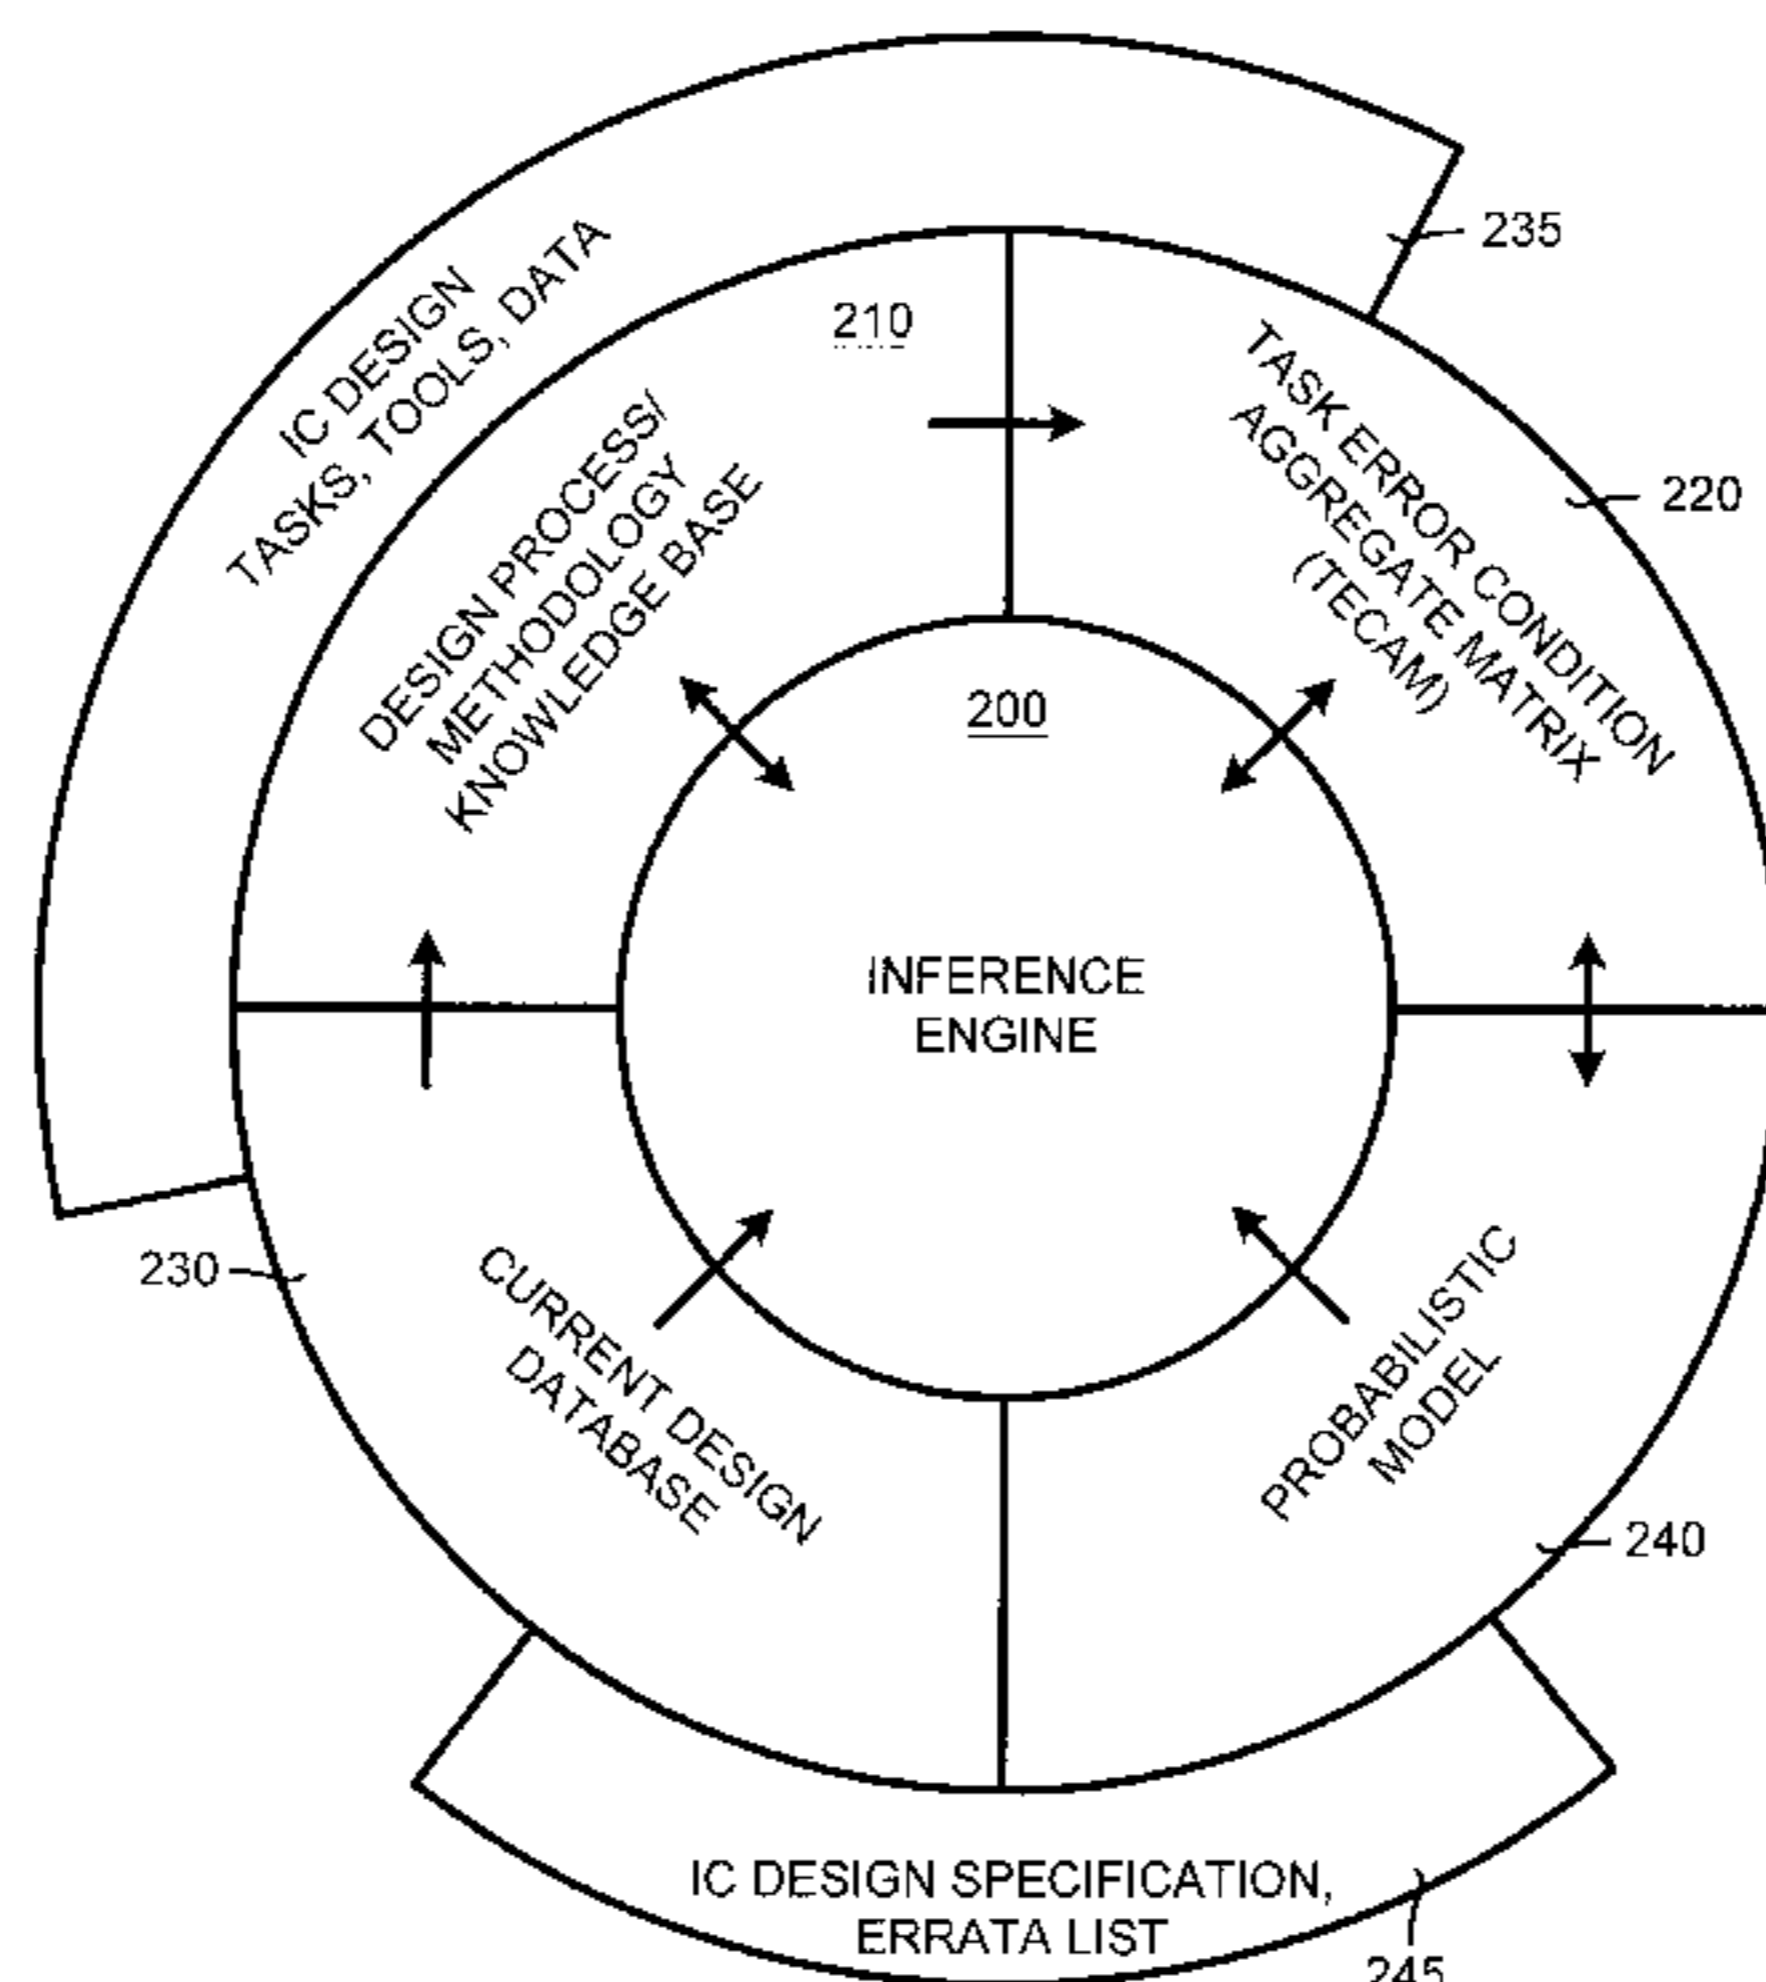 235
IC DESIGN
TASKS, TOOLS, DATA
210
DESIGN PROCESS/
METHODOLOGY
KNOWLEDGE BASE
TASK ERROR CONDITION
AGGREGATE MATRIX
(TECAM)
220
200
INFERENCE
ENGINE
230
CURRENT DESIGN
DATABASE
PROBABILISTIC
MODEL
240
IC DESIGN SPECIFICATION,
ERRATA LIST
245